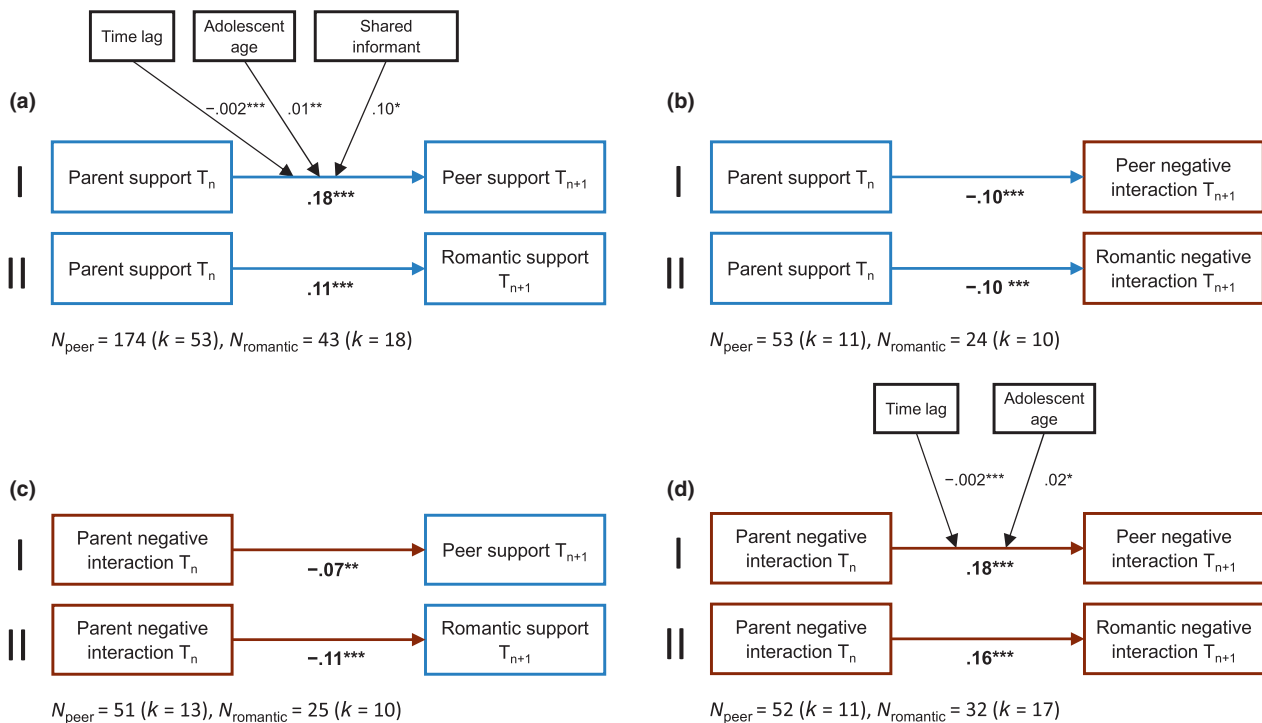 (a)
Time lag
Adolescent
age
Shared
informant
−.002***
.01**
.10*
I
Parent support Tn
.18***
Peer support Tn+1
II
Parent support Tn
.11***
Romantic support
Tn+1
Npeer = 174 (k = 53), Nromantic = 43 (k = 18)
(b)
I
Parent support Tn
−.10***
Peer negative
interaction Tn+1
II
Parent support Tn
−.10 ***
Romantic negative
interaction Tn+1
Npeer = 53 (k = 11), Nromantic = 24 (k = 10)
(c)
I
Parent negative
interaction Tn
−.07**
Peer support Tn+1
II
Parent negative
interaction Tn
−.11***
Romantic support
Tn+1
Npeer = 51 (k = 13), Nromantic = 25 (k = 10)
(d)
Time lag
Adolescent
age
−.002***
.02*
I
Parent negative
interaction Tn
.18***
Peer negative
interaction Tn+1
II
Parent negative
interaction Tn
.16***
Romantic negative
interaction Tn+1
Npeer = 52 (k = 11), Nromantic = 32 (k = 17)